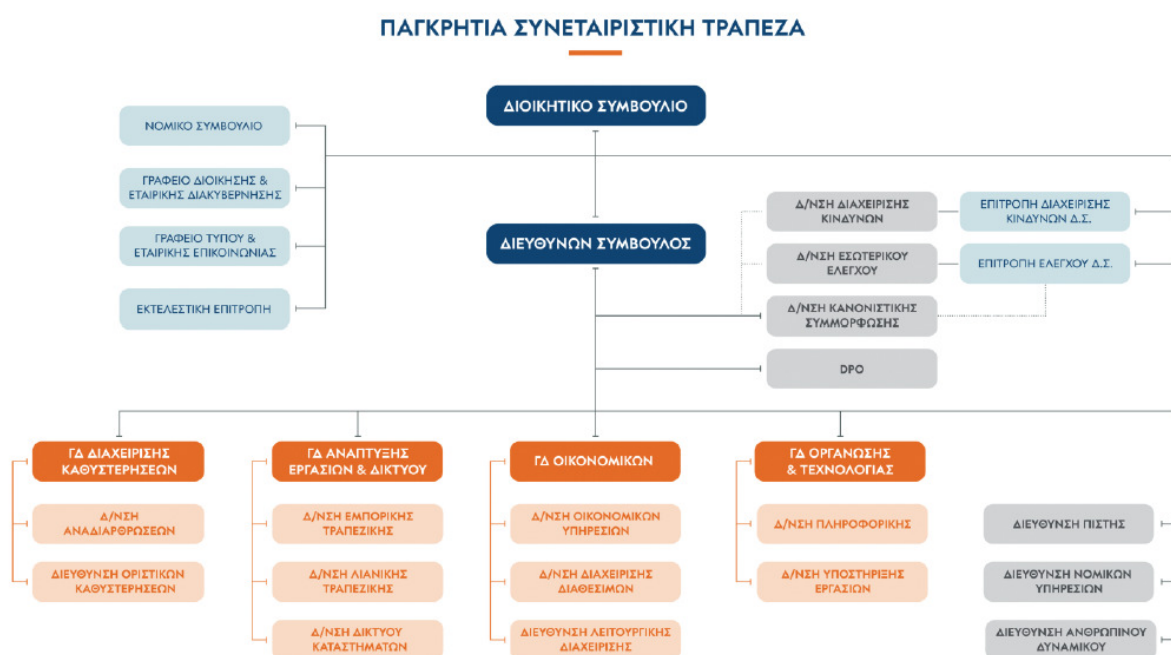 ΠΑΓΚΡΗΤΙΑ ΣΥΝΕΤΑΙΡΙΣΤΙΚΗ ΤΡΑΠΕΖΑ
ΔΙΟΙΚΗΤΙΚΟ ΣΥΜΒΟΥΛΙΟ
ΝΟΜΙΚΟ ΣΥΜΒΟΥΛΙΟ
ΓΡΑΦΕΙΟ ΔΙΟΙΚΗΣΗΣ &
ΕΤΑΙΡΙΚΗΣ ΔΙΑΚΥΒΕΡΝΗΣΗΣ
ΓΡΑΦΕΙΟ ΤΥΠΟΥ &
ΕΤΑΙΡΙΚΗΣ ΕΠΙΚΟΙΝΩΝΙΑΣ
ΕΚΤΕΛΕΣΤΙΚΗ ΕΠΙΤΡΟΠΗ
ΔΙΕΥΘΥΝΩΝ ΣΥΜΒΟΥΛΟΣ
Δ/ΝΣΗ ΔΙΑΧΕΙΡΙΣΗΣ
ΚΙΝΔΥΝΩΝ
ΕΠΙΤΡΟΠΗ ΔΙΑΧΕΙΡΙΣΗΣ
ΚΙΝΔΥΝΩΝ Δ.Σ.
Δ/ΝΣΗ ΕΣΩΤΕΡΙΚΟΥ
ΕΛΕΓΧΟΥ
ΕΠΙΤΡΟΠΗ ΕΛΕΓΧΟΥ Δ.Σ.
Δ/ΝΣΗ ΚΑΝΟΝΙΣΤΙΚΗΣ
ΣΥΜΜΟΡΦΩΣΗΣ
DPO
ΓΔ ΔΙΑΧΕΙΡΙΣΗΣ
ΚΑΘΥΣΤΕΡΗΣΕΩΝ
Δ/ΝΣΗ
ΑΝΑΔΙΑΡΘΡΩΣΕΩΝ
ΔΙΕΥΘΥΝΣΗ ΟΡΙΣΤΙΚΩΝ
ΚΑΘΥΣΤΕΡΗΣΕΩΝ
ΓΔ ΑΝΑΠΤΥΞΗΣ
ΕΡΓΑΣΙΩΝ & ΔΙΚΤΥΟΥ
Δ/ΝΣΗ ΕΜΠΟΡΙΚΗΣ
ΤΡΑΠΕΖΙΚΗΣ
Δ/ΝΣΗ ΛΙΑΝΙΚΗΣ
ΤΡΑΠΕΖΙΚΗΣ
Δ/ΝΣΗ ΔΙΚΤΥΟΥ
ΚΑΤΑΣΤΗΜΑΤΩΝ
ΓΔ ΟΙΚΟΝΟΜΙΚΩΝ
Δ/ΝΣΗ ΟΙΚΟΝΟΜΙΚΩΝ
ΥΠΗΡΕΣΙΩΝ
Δ/ΝΣΗ ΔΙΑΧΕΙΡΙΣΗΣ
ΔΙΑΘΕΣΙΜΩΝ
ΔΙΕΥΘΥΝΣΗ ΛΕΙΤΟΥΡΓΙΚΗΣ
ΔΙΑΧΕΙΡΙΣΗΣ
ΓΔ ΟΡΓΑΝΩΣΗΣ
& ΤΕΧΝΟΛΟΓΙΑΣ
Δ/ΝΣΗ ΠΛΗΡΟΦΟΡΙΚΗΣ
Δ/ΝΣΗ ΥΠΟΣΤΗΡΙΞΗΣ
ΕΡΓΑΣΙΩΝ
ΔΙΕΥΘΥΝΣΗ ΠΙΣΤΗΣ
ΔΙΕΥΘΥΝΣΗ ΝΟΜΙΚΩΝ
ΥΠΗΡΕΣΙΩΝ
ΔΙΕΥΘΥΝΣΗ ΑΝΘΡΩΠΙΝΟΥ
ΔΥΝΑΜΙΚΟΥ